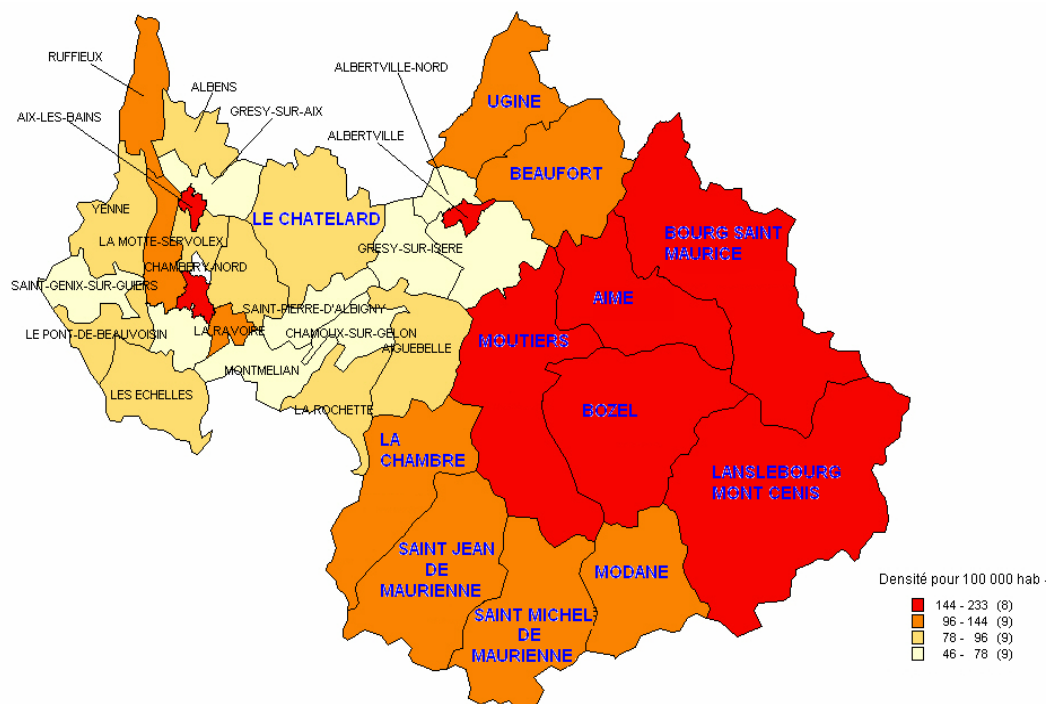 RUFFIEUX
ALBERTVILLE-NORD
ALBENS
UGINE
GRESY-SUR-AIX
AIX-LES-BAINS
ALBERTVILLE
BEAUFORT
YENNE
LE CHATELARD
BOURG SAINT
MAURICE
LA MOTTE-SERVOLEX
GRESY-SUR-ISERE
CHAMBERY-NORD
SAINT-GENIX-SUR-GUIERS
AIME
SAINT-PIERRE-D'ALBIGNY
LE PONT-DE-BEAUVOISIN
LA RAVOIRE
CHAMOUX-SUR-GELON
MOUTIERS
AIGUEBELLE
MONTMELIAN
LES ECHELLES
LA ROCHETTE
BOZEL
LA
CHAMBRE
LANSLEBOURG
MONT CENIS
SAINT JEAN
DE
MAURIENNE
MODANE
SAINT MICHEL
DE
MAURIENNE
Densité pour 100 000 hab.
144 - 233 (8)
96 - 144 (9)
78 - 96 (9)
46 - 78 (9)